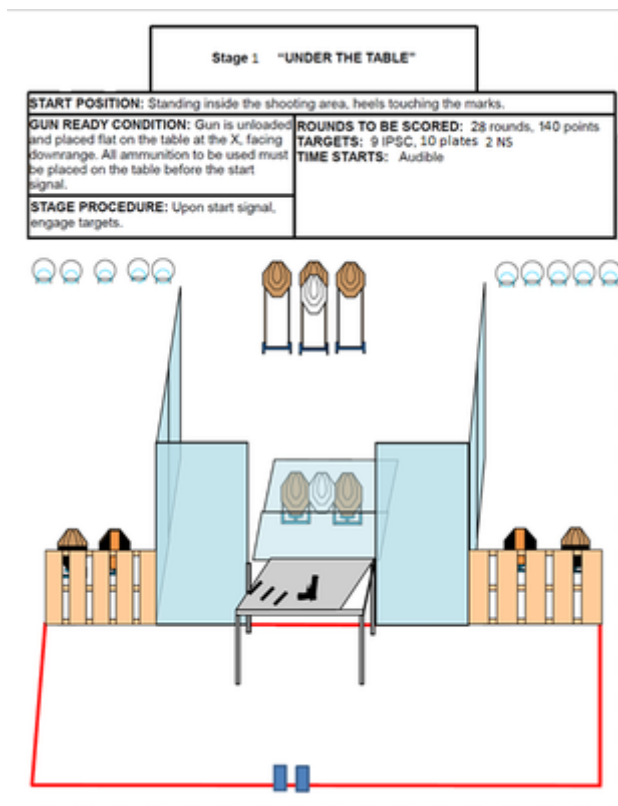 Stage 1 "UNDER THE TABLE"
START POSITION: Standing inside the shooting area, heels touching the marks.
GUN READY CONDITION: Gun is unloaded
and placed flat on the table at the X, facing
downrange. All ammunition to be used must
be placed on the table before the start
signal.
STAGE PROCEDURE: Upon start signal,
engage targets.
ROUNDS TO BE SCORED: 28 rounds, 140 points
TARGETS: 9 IPSC, 10 plates 2 NS
TIME STARTS: Audible